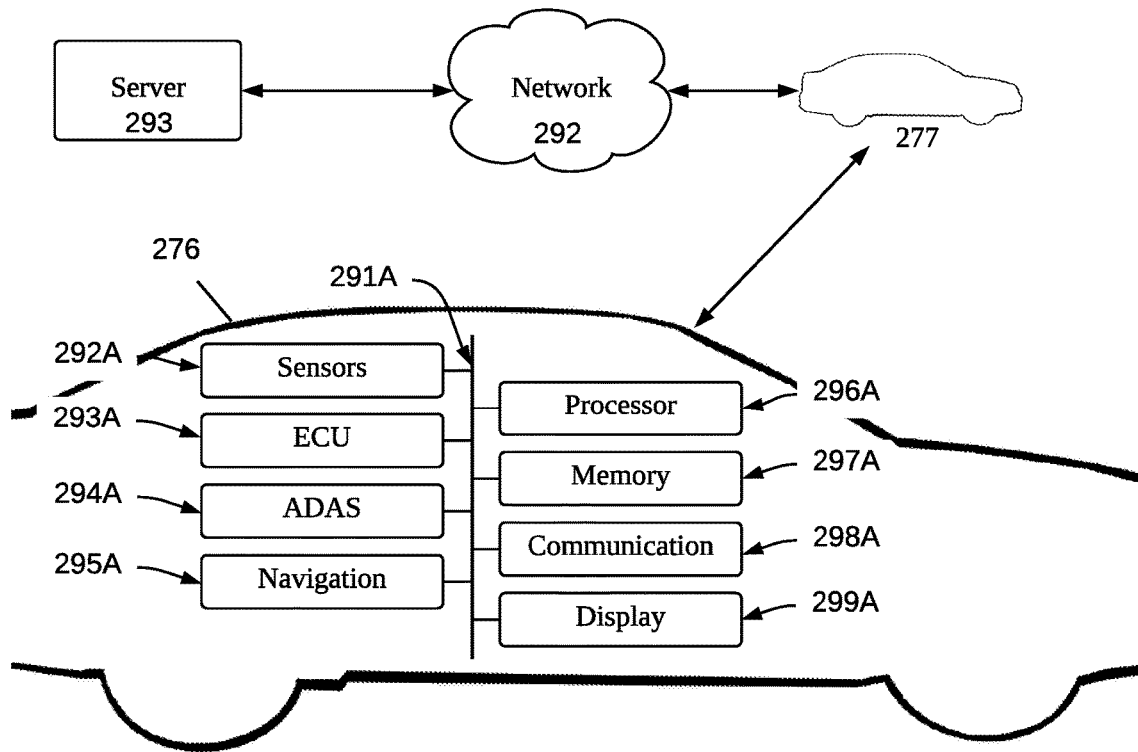 Server
293
Network
292
277
276
291A
292A
Sensors
293A
ECU
294A
ADAS
295A
Navigation
Processor
296A
Memory
297A
Communication
298A
Display
299A